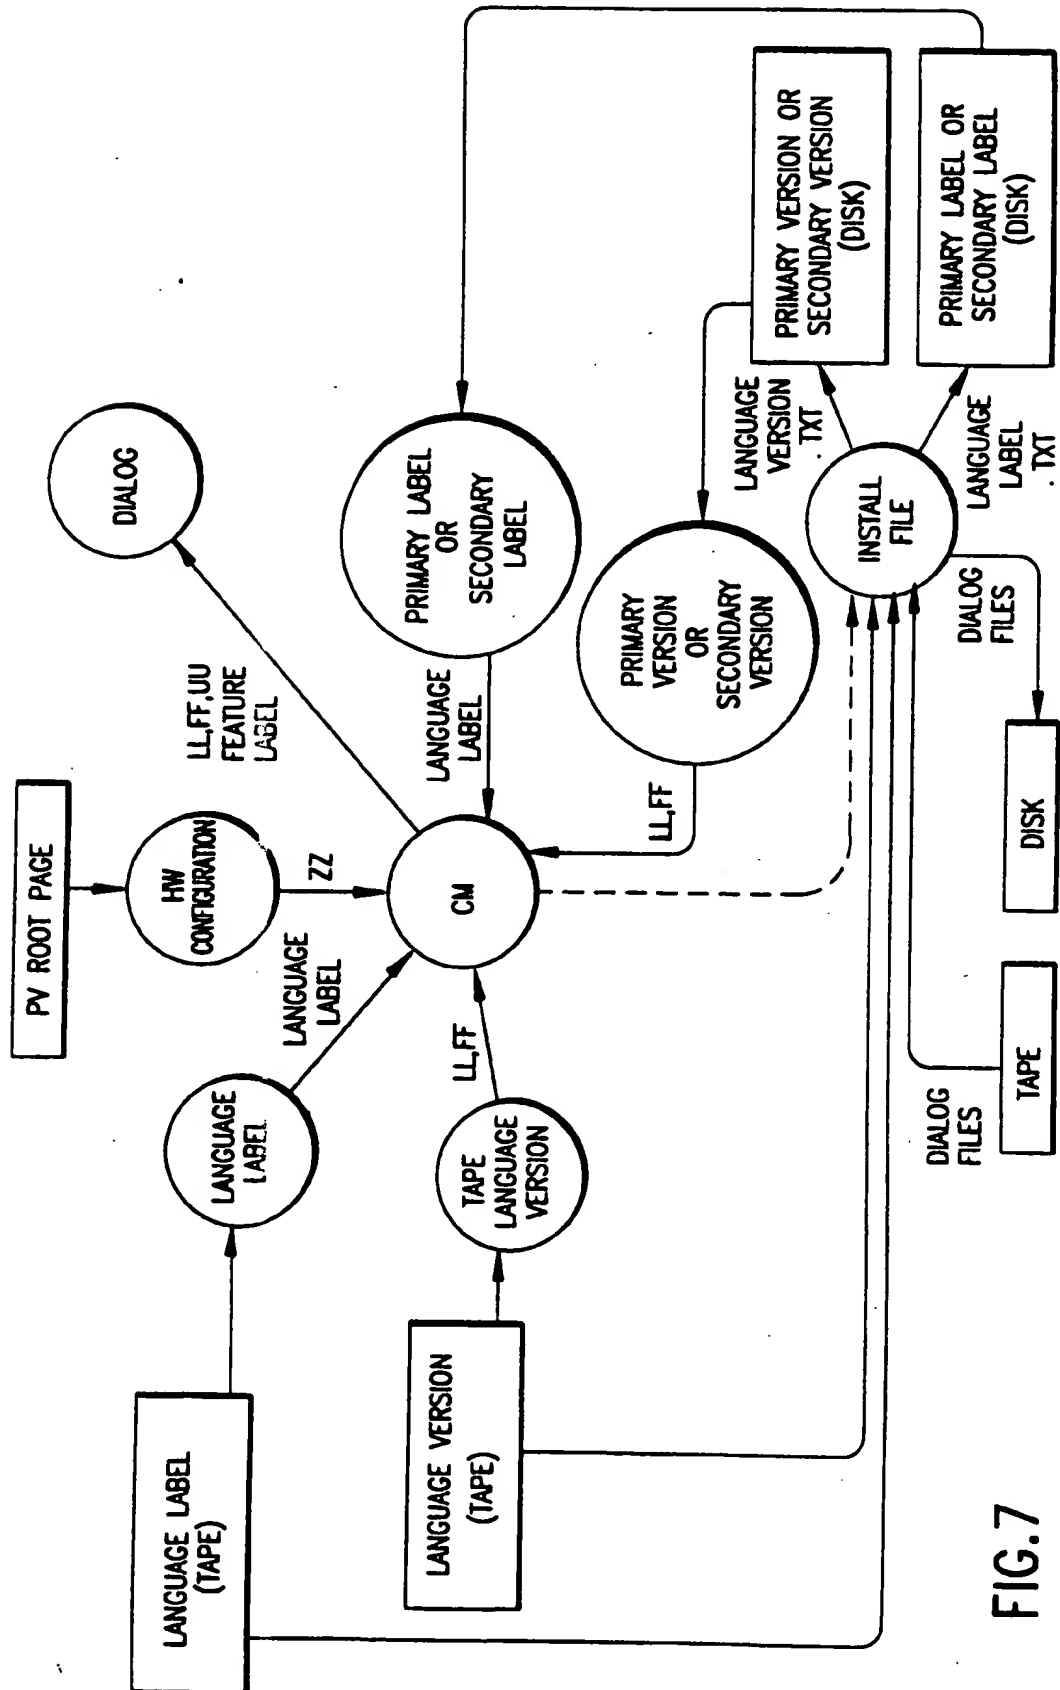 LANGUAGE LABEL
(TAPE)
LANGUAGE
LABEL
LANGUAGE
LABEL
PV ROOT PAGE
HW
CONFIGURATION
ZZ
LL,FF,UU
FEATURE
LABEL
DIALOG
LANGUAGE VERSION
(TAPE)
TAPE
LANGUAGE
VERSION
LL,FF
CM
LANGUAGE
LABEL
PRIMARY LABEL
OR
SECONDARY
LABEL
LL,FF
PRIMARY
VERSION
OR
SECONDARY
VERSION
LANGUAGE
VERSION
.TXT
PRIMARY VERSION OR
SECONDARY VERSION
(DISK)
INSTALL
FILE
LANGUAGE
LABEL
.TXT
PRIMARY LABEL OR
SECONDARY LABEL
(DISK)
DIALOG
FILES
TAPE
DISK
DIALOG
FILES
FIG.7